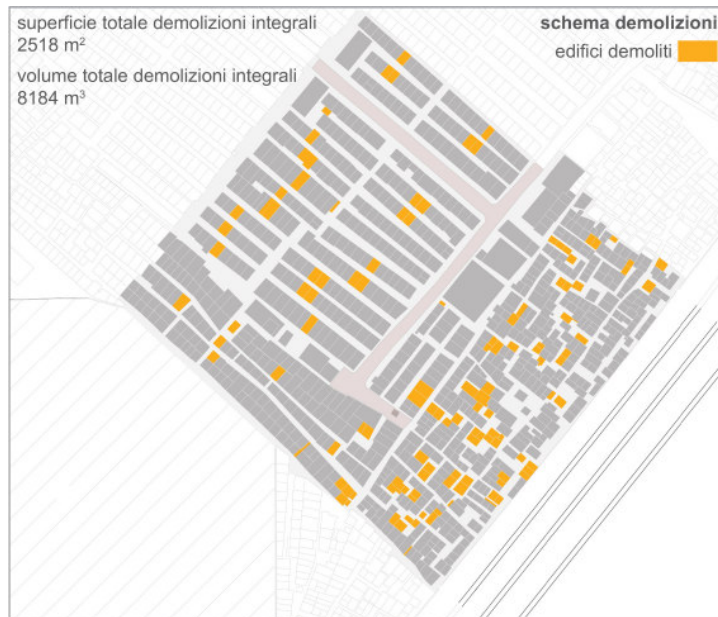 superficie totale demolizioni integrali
2518 m²
volume totale demolizioni integrali
8184 m³
schema demolizioni
edifici demoliti